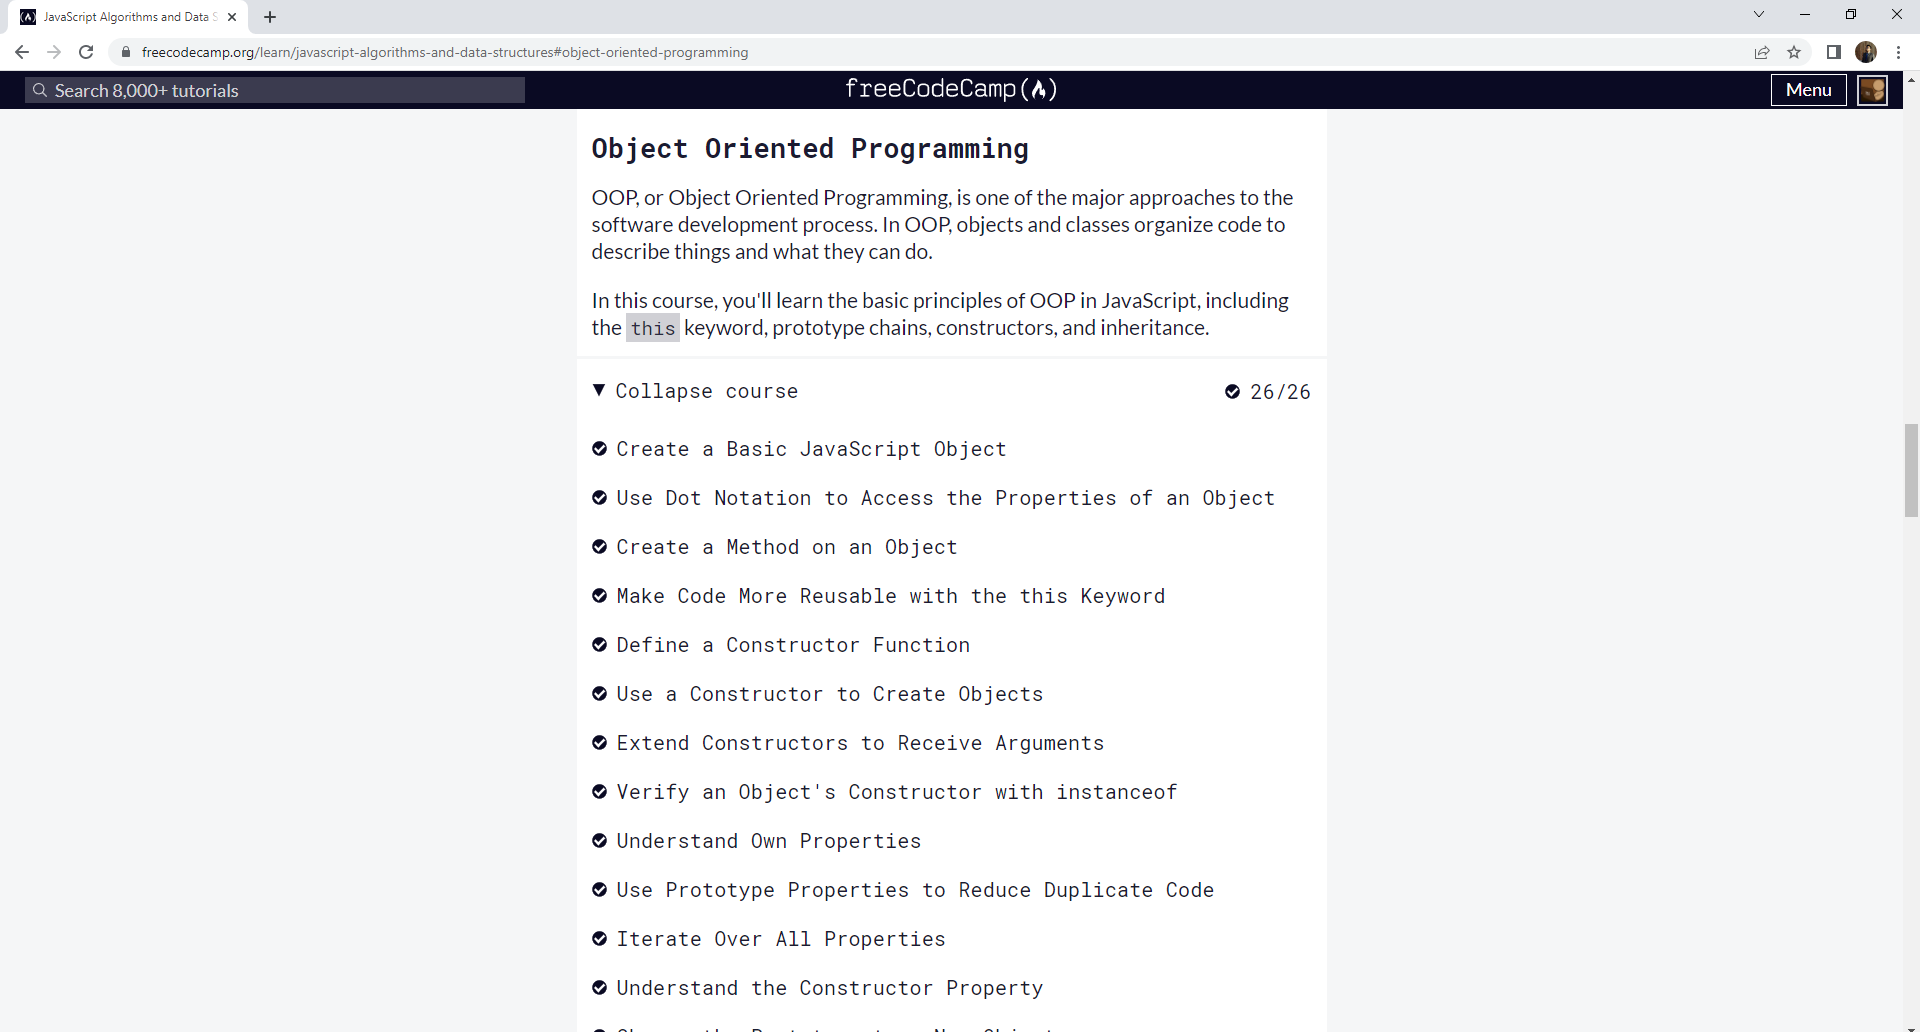 JavaScript Algorithms and Data S
freecodecamp.org/learn/javascript-algorithms-and-data-structures#object-oriented-programming
Search 8,000+ tutorials
freeCodeCamp
Menu
Object Oriented Programming
OOP, or Object Oriented Programming, is one of the major approaches to the
software development process. In OOP, objects and classes organize code to
describe things and what they can do.
In this course, you'll learn the basic principles of OOP in JavaScript, including
the this keyword, prototype chains, constructors, and inheritance.
Collapse course 26/26
Create a Basic JavaScript Object
Use Dot Notation to Access the Properties of an Object
Create a Method on an Object
Make Code More Reusable with the this Keyword
Define a Constructor Function
Use a Constructor to Create Objects
Extend Constructors to Receive Arguments
Verify an Object's Constructor with instanceof
Understand Own Properties
Use Prototype Properties to Reduce Duplicate Code
Iterate Over All Properties
Understand the Constructor Property